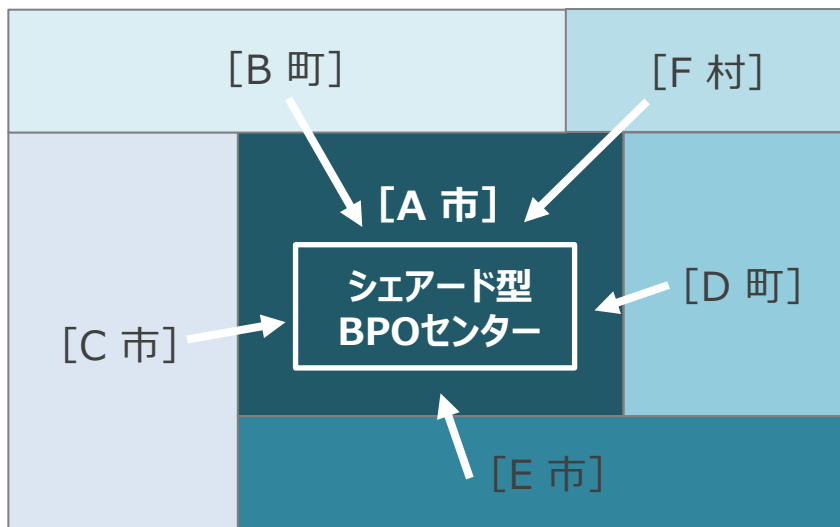 [B 町]
[F 村]
[A 市]
シェアード型
BPOセンター
[D 町]
[C 市]
[E 市]